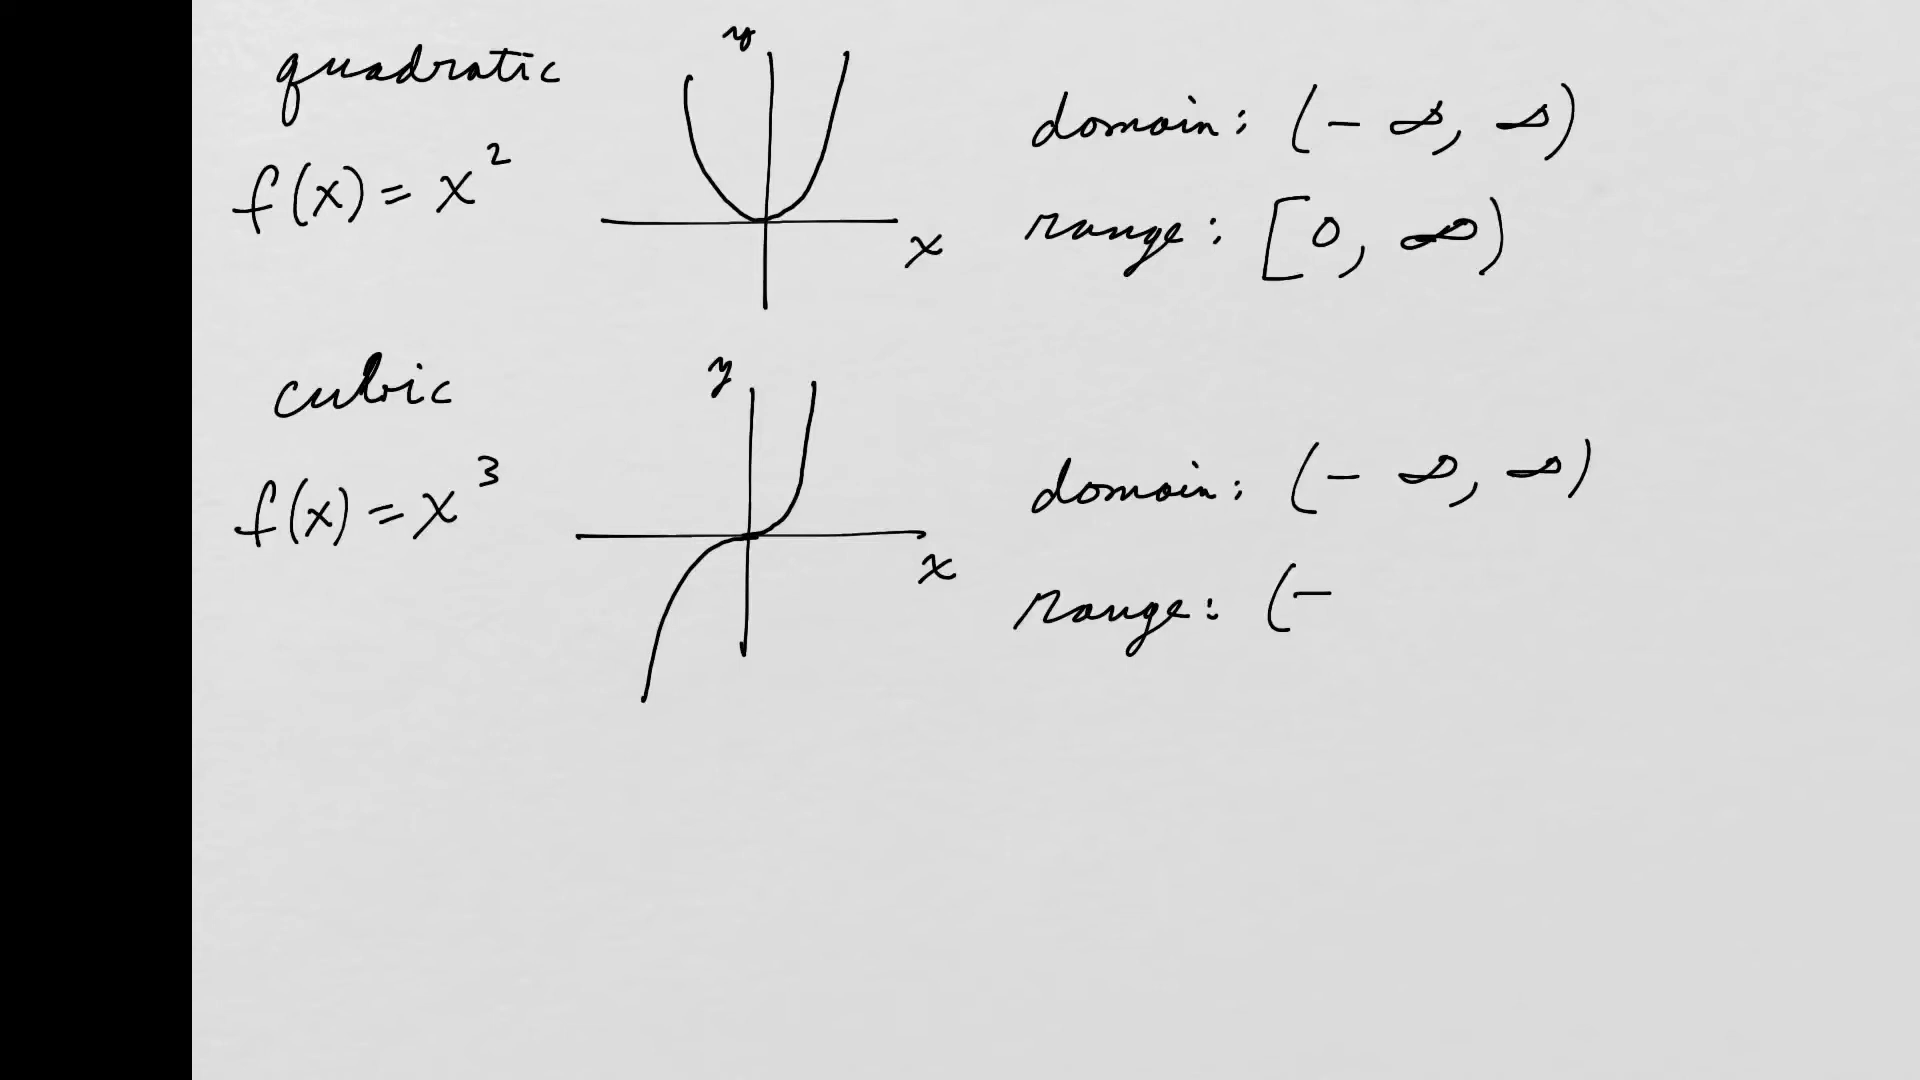 quadratic
f(x) = x²
y
x
domain: (- ∞, ∞)
range: [0, ∞)
cubic
f(x) = x³
y
x
domain: (- ∞, ∞)
range: (-